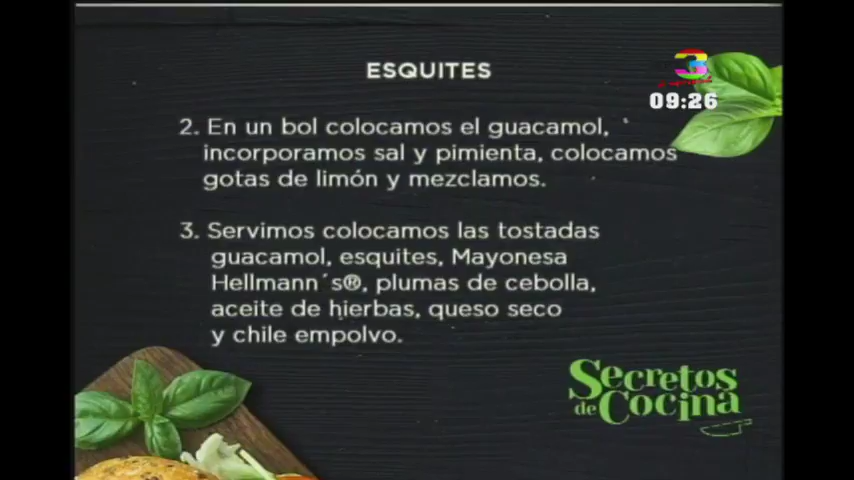 ESQUITES
3
09:26
2. En un bol colocamos el guacamol,
incorporamos sal y pimienta, colocamos
gotas de limón y mezclamos.
3. Servimos colocamos las tostadas
guacamol, esquites, Mayonesa
Hellmann´s®, plumas de cebolla,
aceite de hierbas, queso seco
y chile empolvo.
Secretos
de Cocina